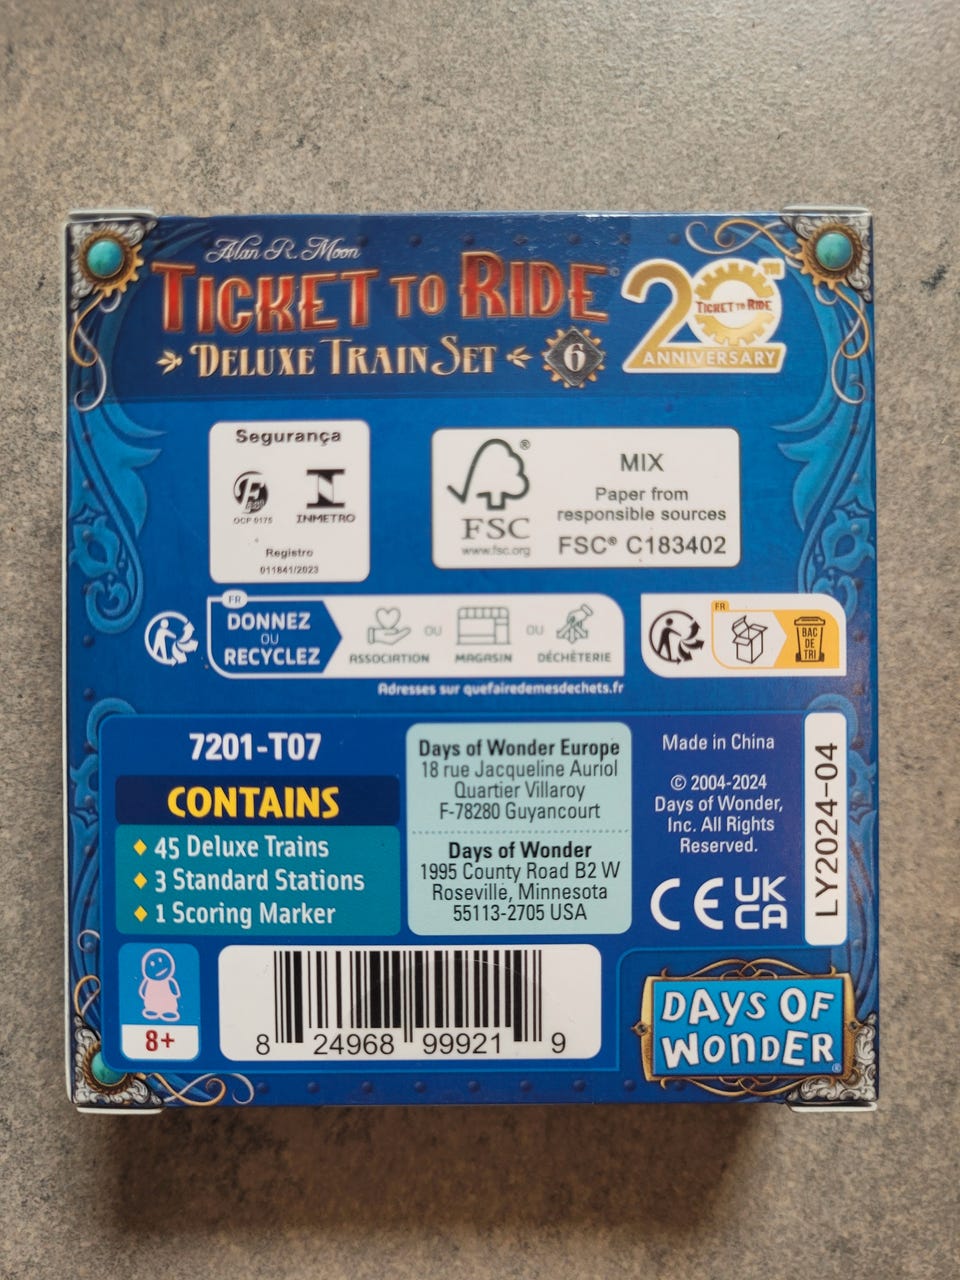 Alan R. Moon
TICKET TO RIDE©
DELUXE TRAIN SET
6
20TH
TICKET TO RIDE
ANNIVERSARY
Segurança
OCP 0175
INMETRO
Registro
011841/2023
®
FSC
www.fsc.org
MIX
Paper from
responsible sources
FSC® C183402
FR
DONNEZ
OU
RECYCLEZ
ASSOCIATION
OU
MAGASIN
OU
DÉCHÈTERIE
Adresses sur quefairedemesdechets.fr
FR
BAC
DE
TRI
7201-T07
CONTAINS
45 Deluxe Trains
3 Standard Stations
1 Scoring Marker
8+
Days of Wonder Europe
18 rue Jacqueline Auriol
Quartier Villaroy
F-78280 Guyancourt
Days of Wonder
1995 County Road B2 W
Roseville, Minnesota
55113-2705 USA
Made in China
© 2004-2024
Days of Wonder,
Inc. All Rights
Reserved.
CE
UK
CA
LY2024-04
8 24968 99921 9
DAYS OF
WONDER®